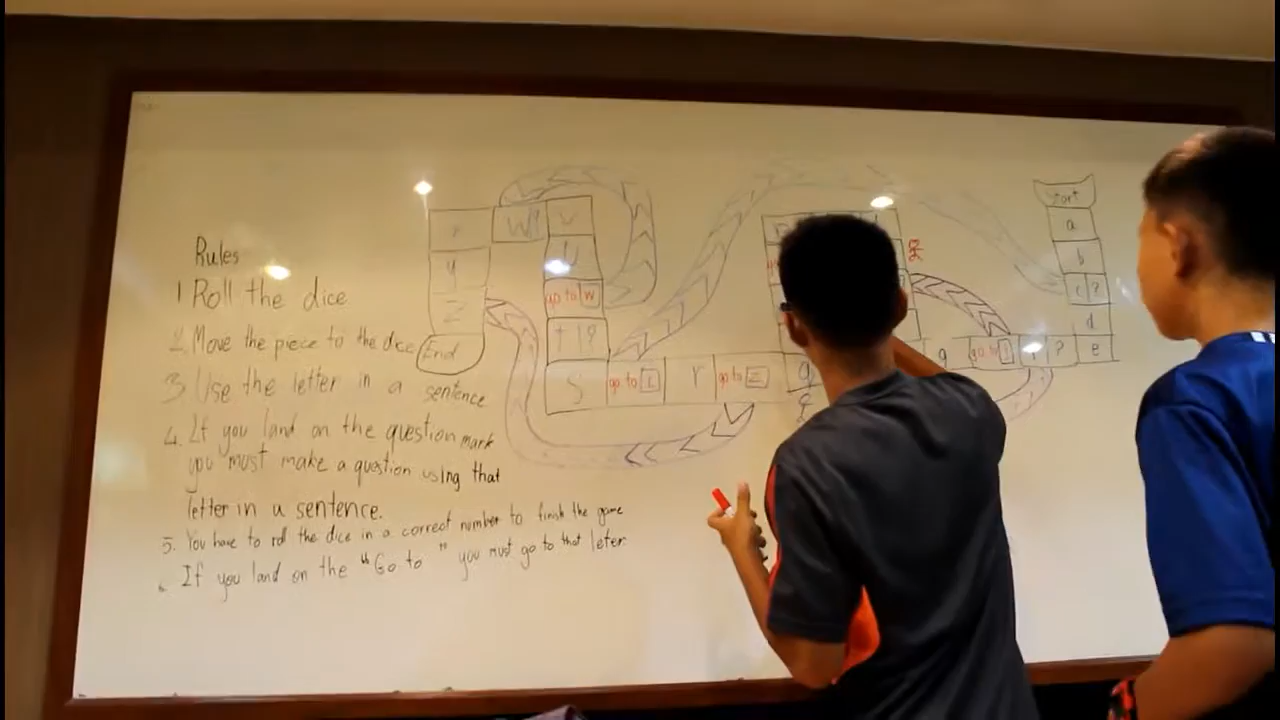 Rules
1 Roll the dice
2. Move the piece to the dice
3. Use the letter in a sentence
4. If you land on the question mark
you must make a question using that
letter in a sentence.
5. You have to roll the dice in a correct number to finish the game
If you land on the "Go to " you must go to that leter.
W!
v
U
go to w
t !?
S
go to
r
go to
q
y
Z
End
Start
a
b
c ?
d
e
?
go to
g